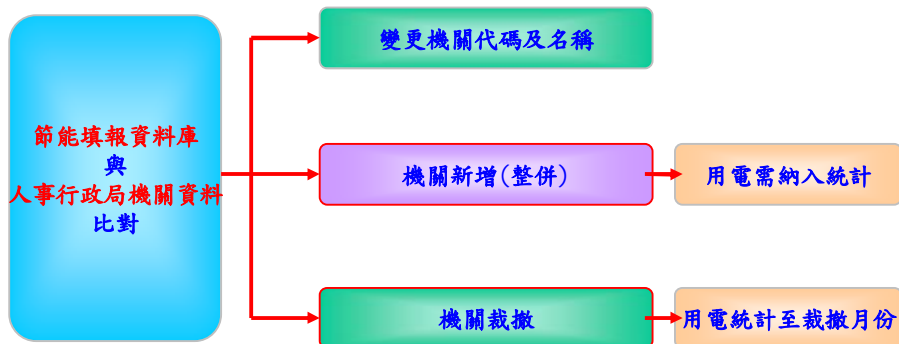 節能填報資料庫
與
人事行政局機關資料
比對
變更機關代碼及名稱
機關新增(整併)
用電需納入統計
機關裁撤
用電統計至裁撤月份